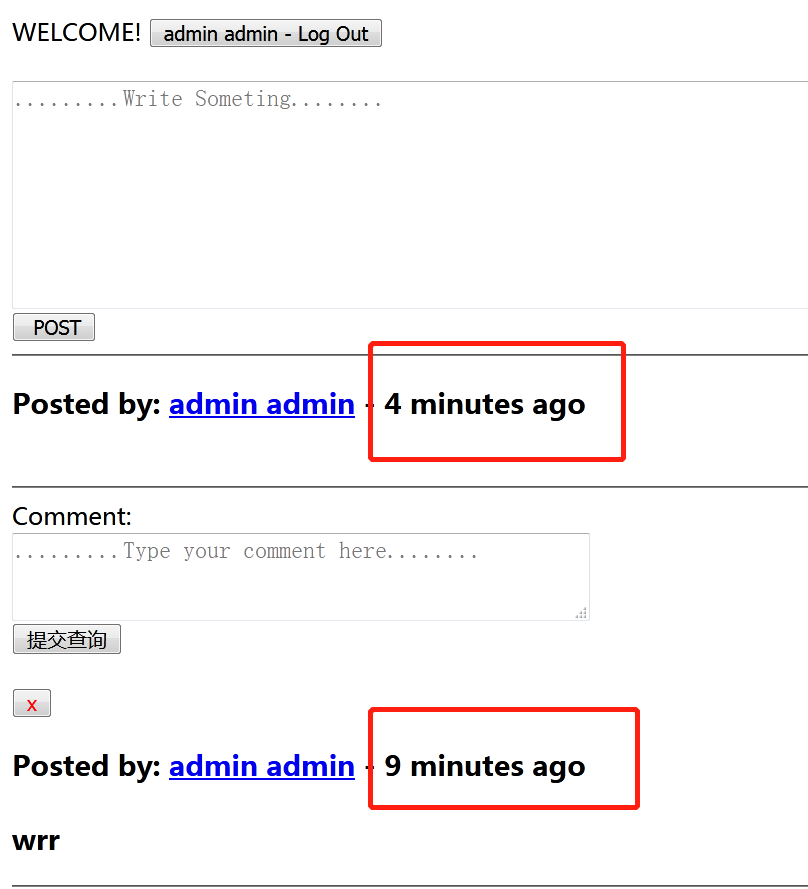 WELCOME! admin admin - Log Out
.........Write Someting........
POST
Posted by: admin admin - 4 minutes ago
Comment:
.........Type your comment here........
提交查询
x
Posted by: admin admin - 9 minutes ago
wrr